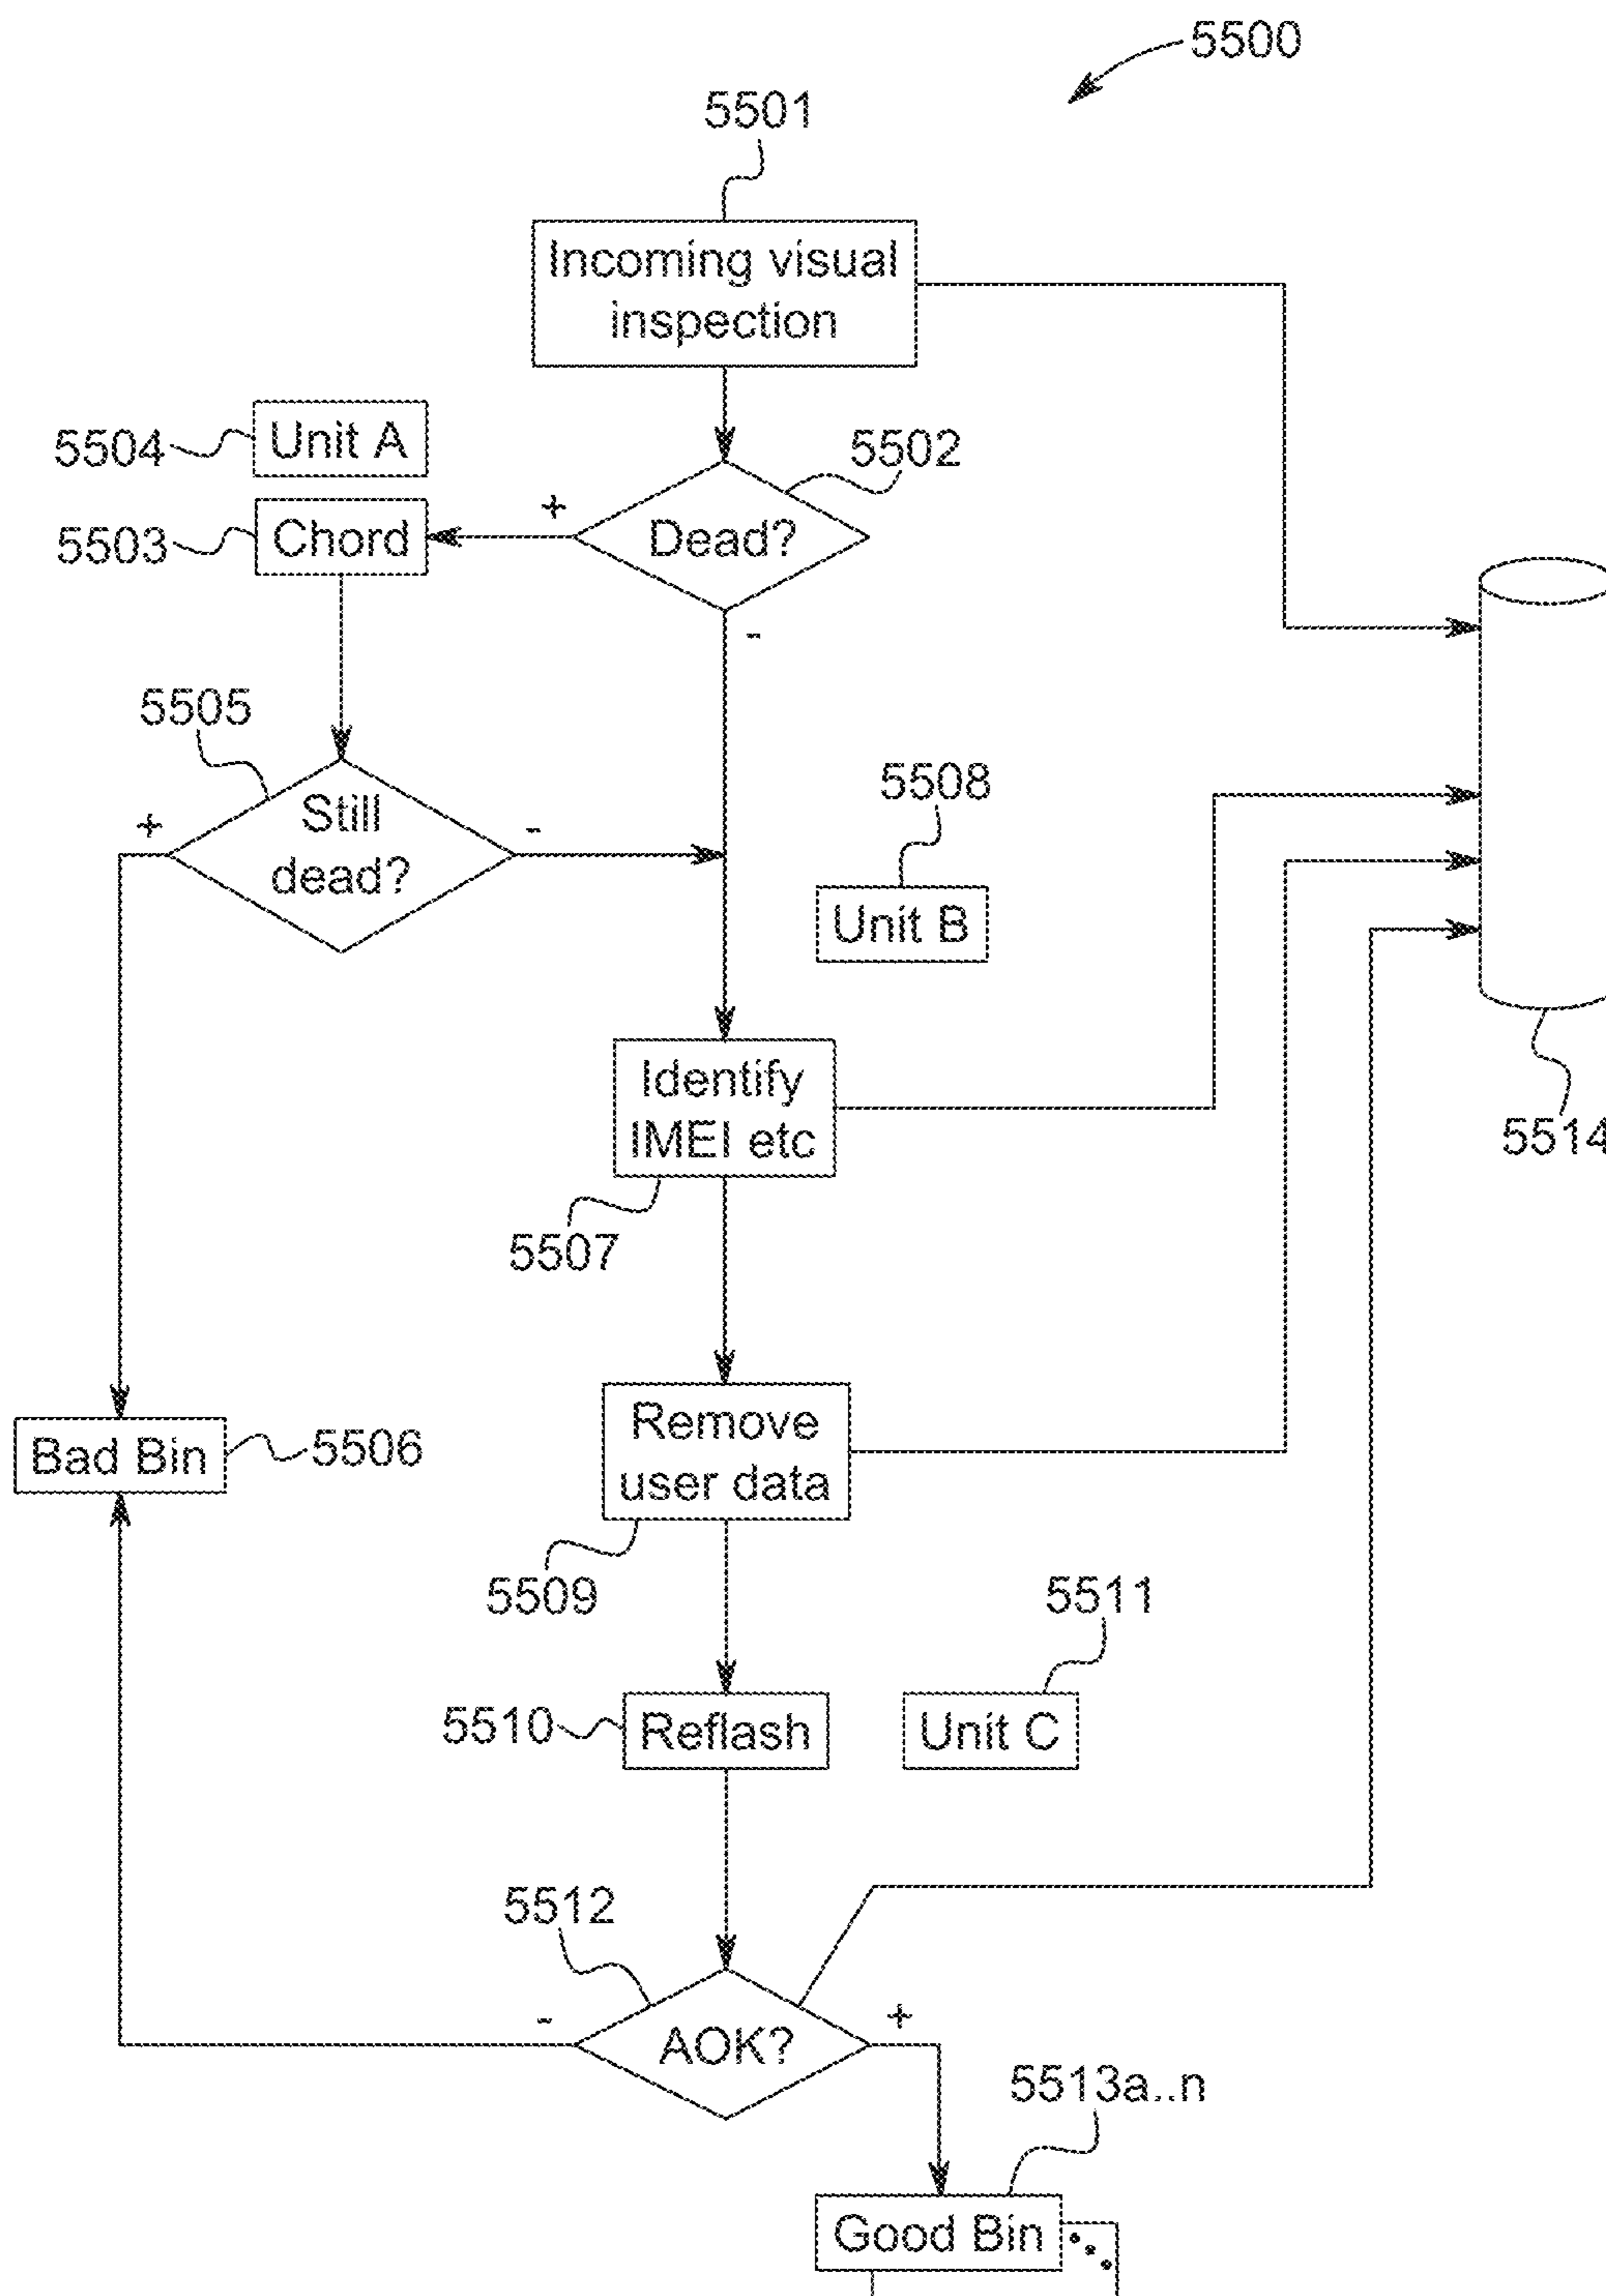 5500
5501
Incoming visual
inspection
5504
Unit A
5502
+
5503
Chord
Dead?
-
5505
5508
+
Still
dead?
-
Unit B
Identify
IMEI etc
5514
5507
Remove
user data
Bad Bin
5506
5509
5511
5510
Reflash
Unit C
5512
-
AOK?
+
5513a..n
Good Bin